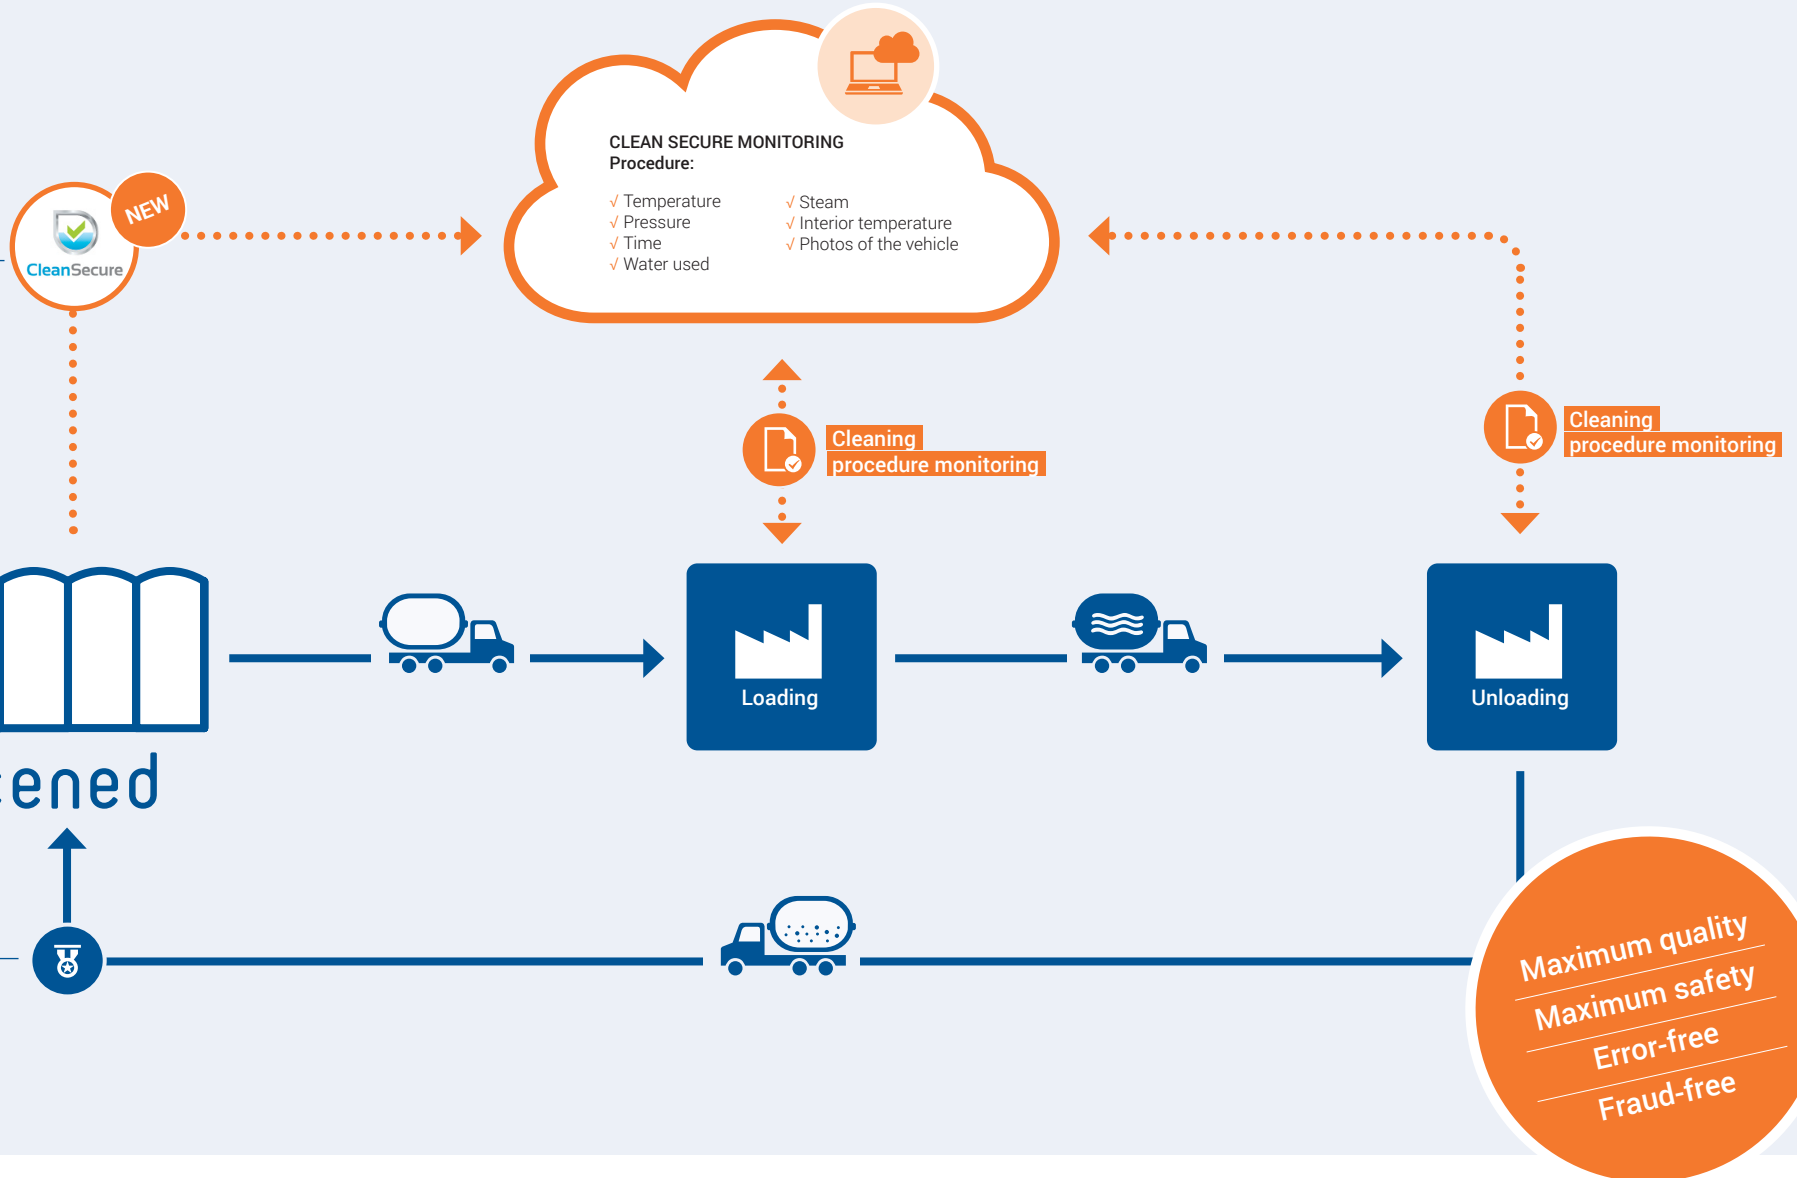 CLEAN SECURE MONITORING
Procedure:
√ Temperature
√ Pressure
√ Time
√ Water used
√ Steam
√ Interior temperature
√ Photos of the vehicle
NEW
CleanSecure
Cleaning
procedure monitoring
Cleaning
procedure monitoring
Loading
Unloading
ened
Maximum quality
Maximum safety
Error-free
Fraud-free